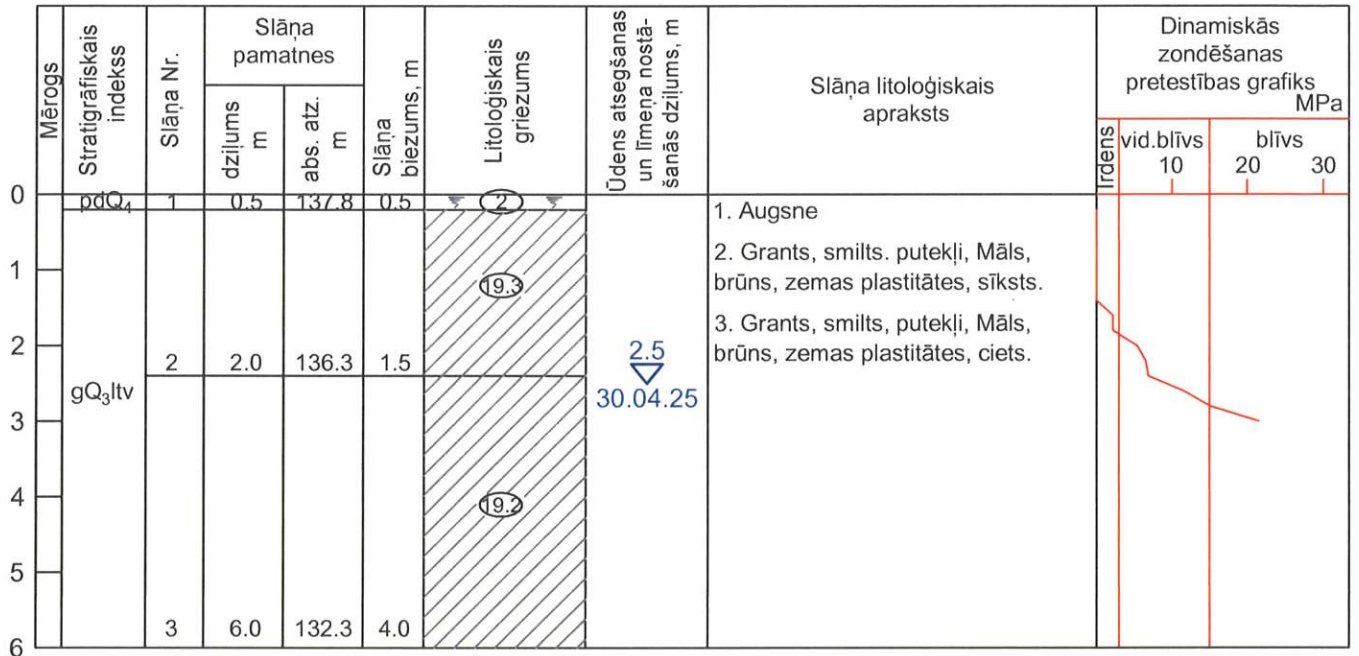 Mērogs
Stratigrāfiskais
indekss
Slāņa Nr.
Slāņa
pamatnes
dziļums
m
abs. atz.
m
Slāņa
biezums, m
Litoloģiskais
griezums
Ūdens atsegšanas
un līmeņa nostā-
šanās dziļums, m
Slāņa litoloģiskais
apraksts
Dinamiskās
zondēšanas
pretestības grafiks
MPa
Irdens
vid.blīvs
blīvs
10 20 30
0
pdQ4 1 0.5 137.8 0.5 2
1. Augsne
2. Grants, smilts. putekļi, Māls,
brūns, zemas plastitātes, sīksts.
3. Grants, smilts, putekļi, Māls,
brūns, zemas plastitātes, ciets.
1
19.3
2
2 2.0 136.3 1.5
2.5
30.04.25
gQ3ltv
3
4
19.2
5
3 6.0 132.3 4.0
6